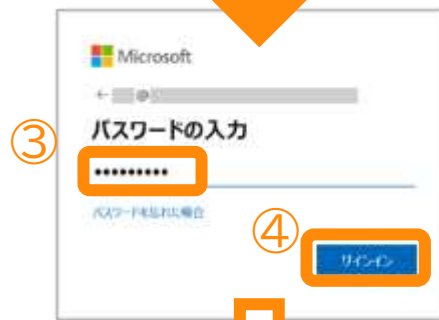 Microsoft
← @
パスワードの入力
③
•••••••••
パスワードを忘れた場合
④
サインイン